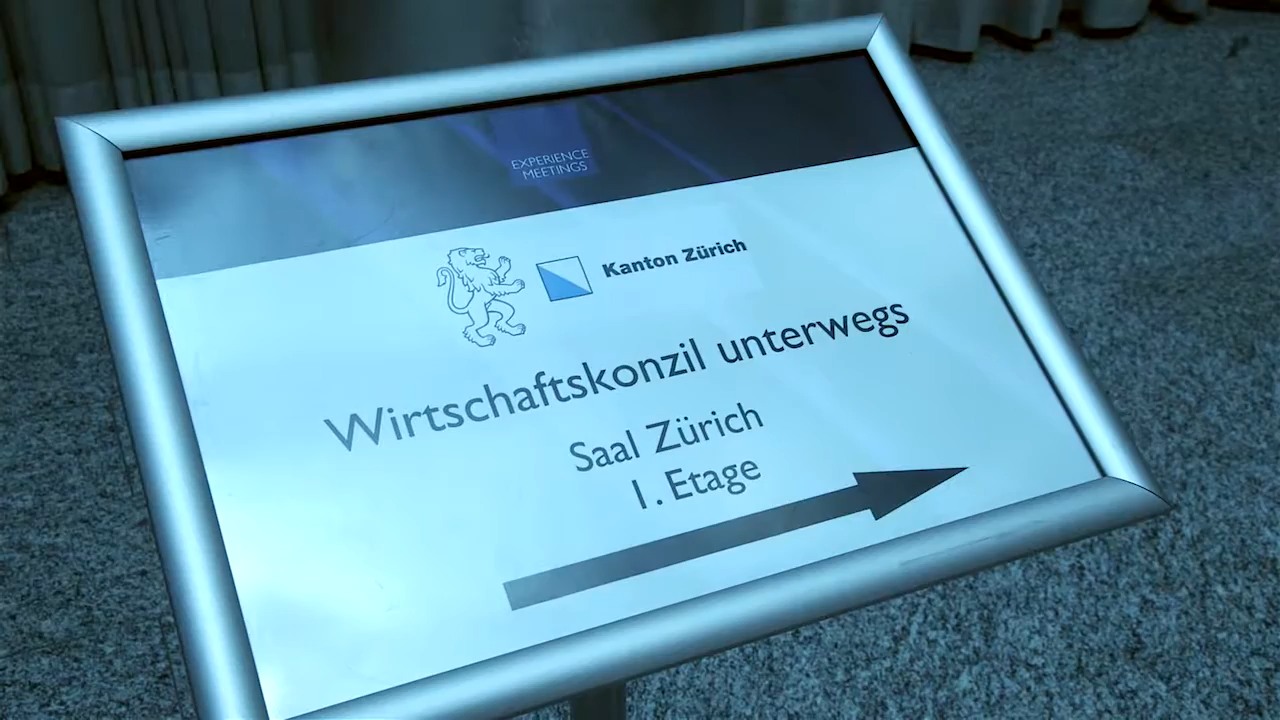 EXPERIENCE
MEETINGS
Kanton Zürich
Wirtschaftskonzil unterwegs
Saal Zürich
1. Etage